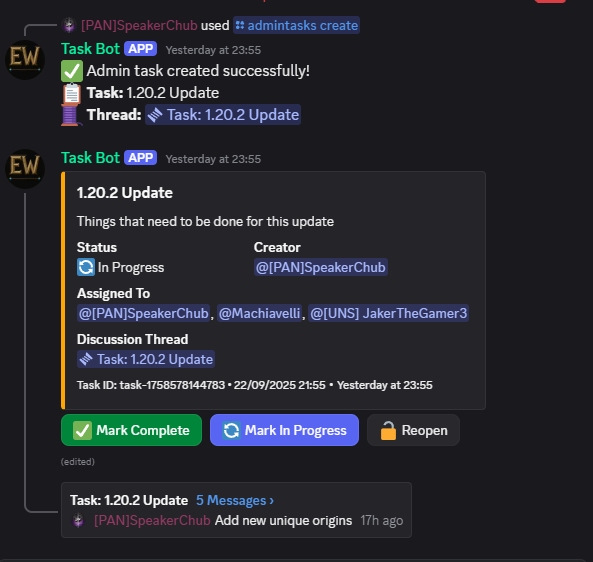 [PAN]SpeakerChub used admintasks create
EW
Task Bot APP Yesterday at 23:55
Admin task created successfully!
Task: 1.20.2 Update
Thread: Task: 1.20.2 Update
EW
Task Bot APP Yesterday at 23:55
1.20.2 Update
Things that need to be done for this update
Status Creator
In Progress @[PAN]SpeakerChub
Assigned To
@[PAN]SpeakerChub, @Machiavelli, @[UNS] JakerTheGamer3
Discussion Thread
Task: 1.20.2 Update
Task ID: task-1758578144783 • 22/09/2025 21:55 • Yesterday at 23:55
Mark Complete Mark In Progress Reopen
(edited)
Task: 1.20.2 Update 5 Messages ›
[PAN]SpeakerChub Add new unique origins 17h ago